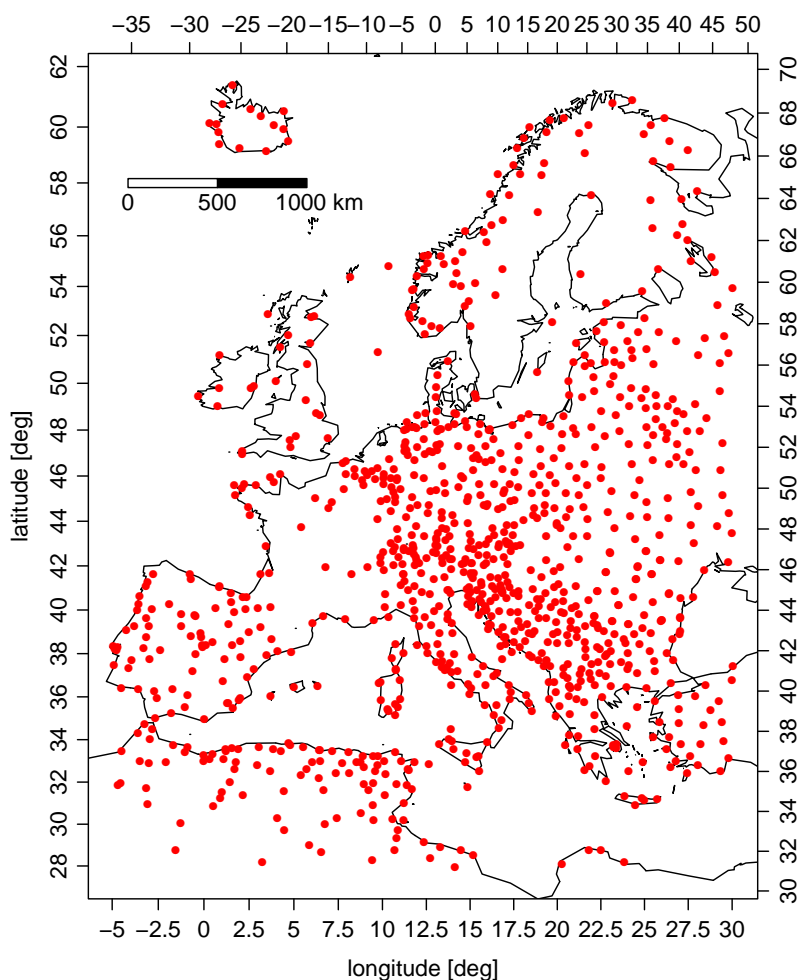 −35 −30 −25 −20 −15 −10 −5 0 5 10 15 20 25 30 35 40 45 50
62 60 58 56 54 52 50 48 46 44 42 40 38 36 34 32 30 28
latitude [deg]
0 500 1000 km
70 68 66 64 62 60 58 56 54 52 50 48 46 44 42 40 38 36 34 32 30
−5 −2.5 0 2.5 5 7.5 10 12.5 15 17.5 20 22.5 25 27.5 30
longitude [deg]